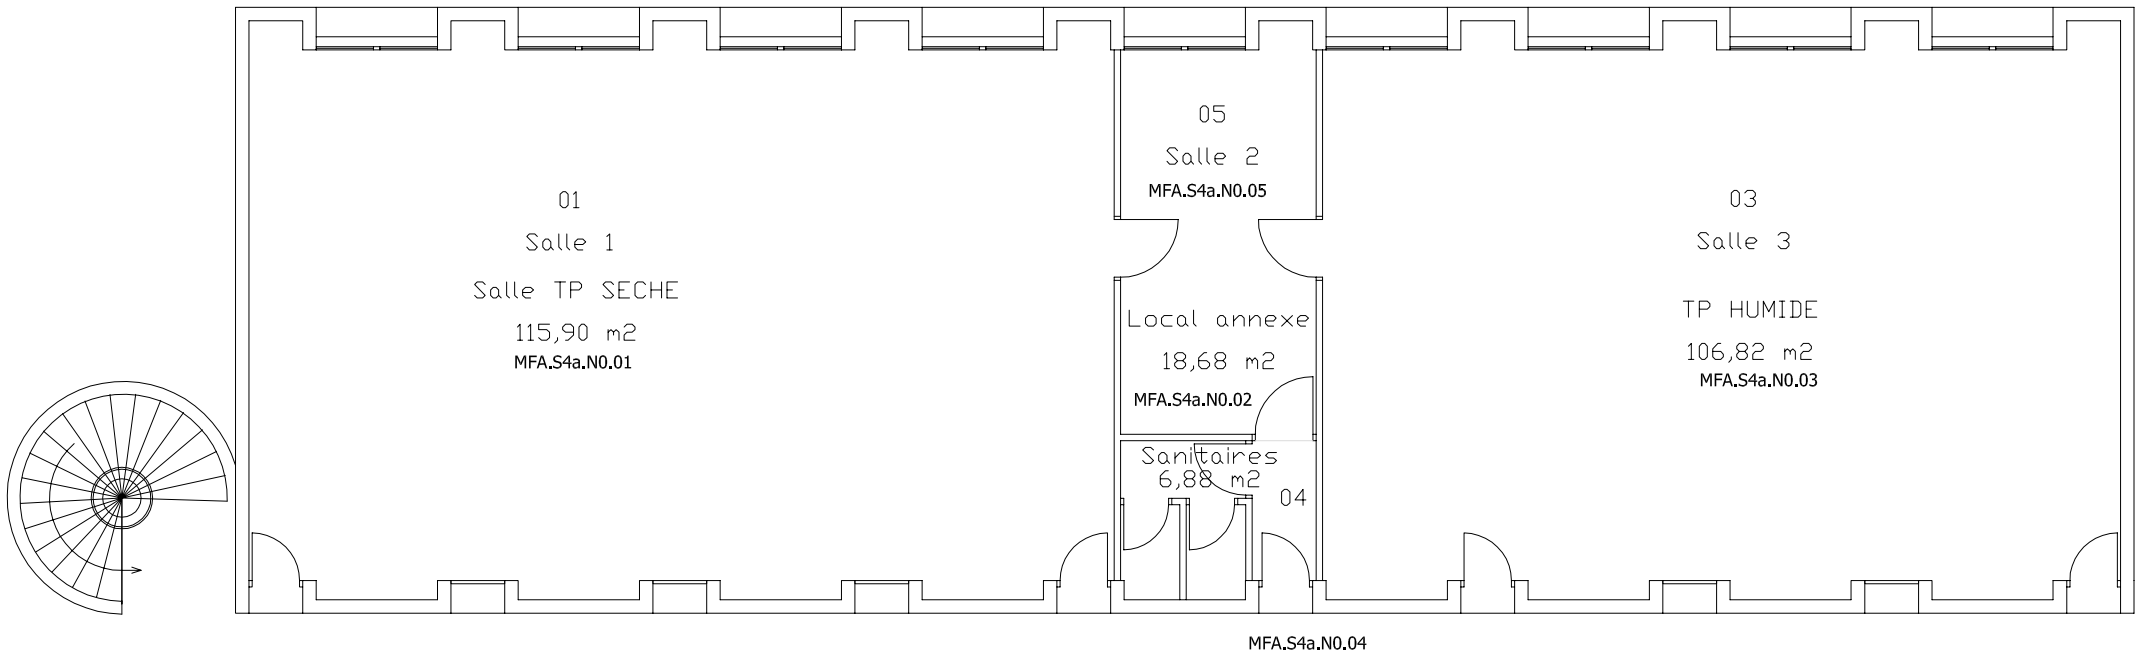 01
Salle 1
Salle TP SECHE
115,90 m2
MFA.S4a.N0.01
05
Salle 2
MFA.S4a.N0.05
Local annexe
18,68 m2
MFA.S4a.N0.02
Sanitaires
6,88 m2
04
03
Salle 3
TP HUMIDE
106,82 m2
MFA.S4a.N0.03
MFA.S4a.N0.04